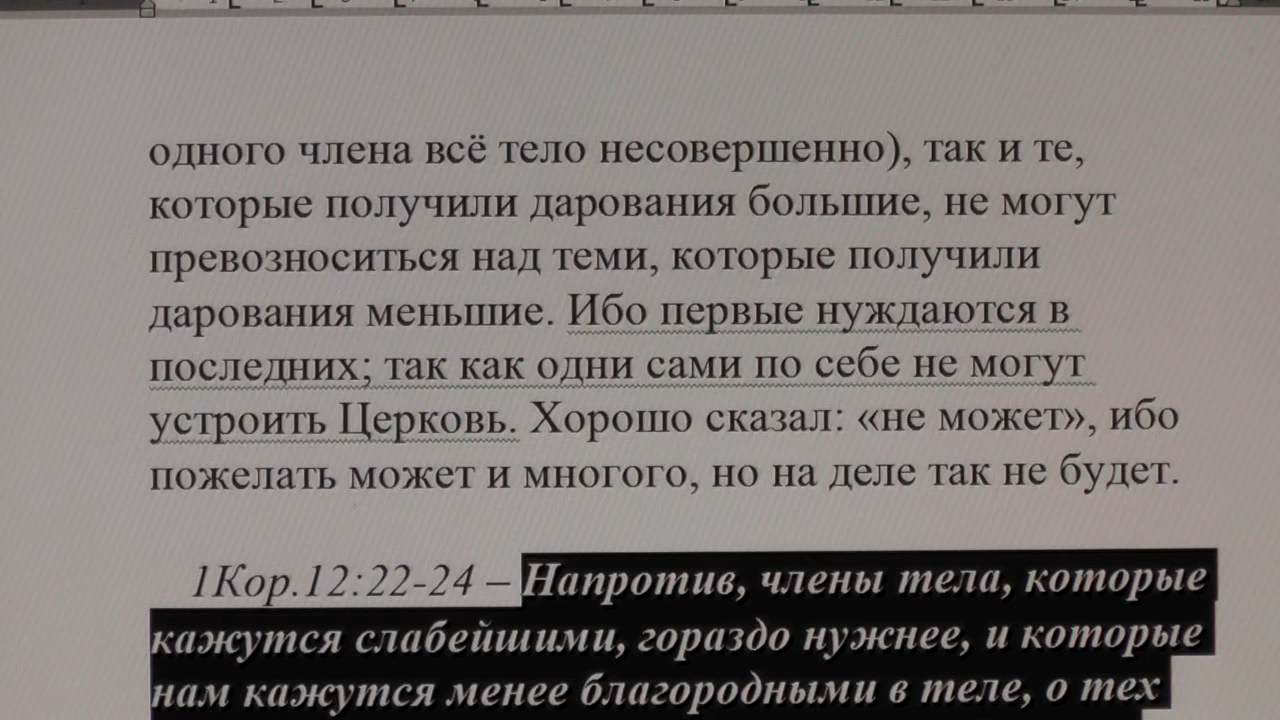 одного члена всё тело несовершенно), так и те,
которые получили дарования большие, не могут
превозноситься над теми, которые получили
дарования меньшие. Ибо первые нуждаются в
последних; так как одни сами по себе не могут
устроить Церковь. Хорошо сказал: «не может», ибо
пожелать может и многого, но на деле так не будет.
1Кор.12:22-24 – Напротив, члены тела, которые
кажутся слабейшими, гораздо нужнее, и которые
нам кажутся менее благородными в теле, о тех